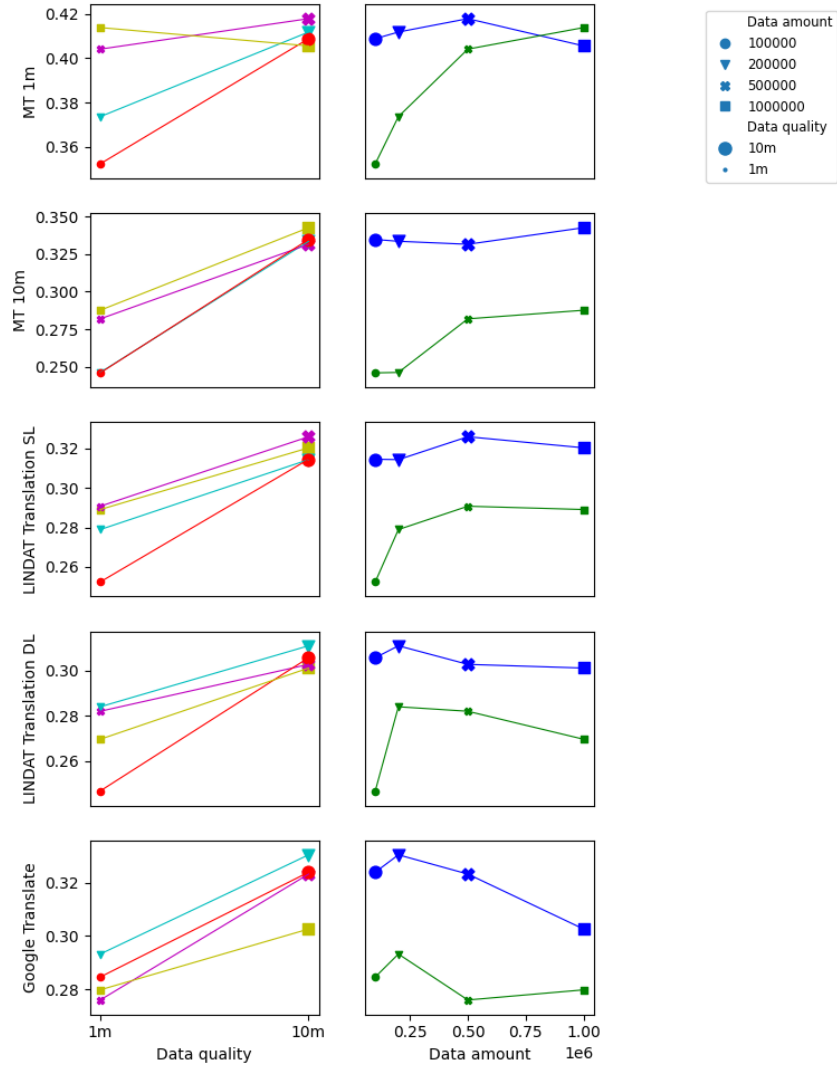 0.42
0.40
0.38
0.36
MT 1m
Data amount
100000
200000
500000
1000000
Data quality
10m
1m
0.350
0.325
0.300
0.275
0.250
MT 10m
0.32
0.30
0.28
0.26
LINDAT Translation SL
0.30
0.28
0.26
LINDAT Translation DL
0.32
0.30
0.28
Google Translate
1m 10m
Data quality
0.25 0.50 0.75 1.00
1e6
Data amount